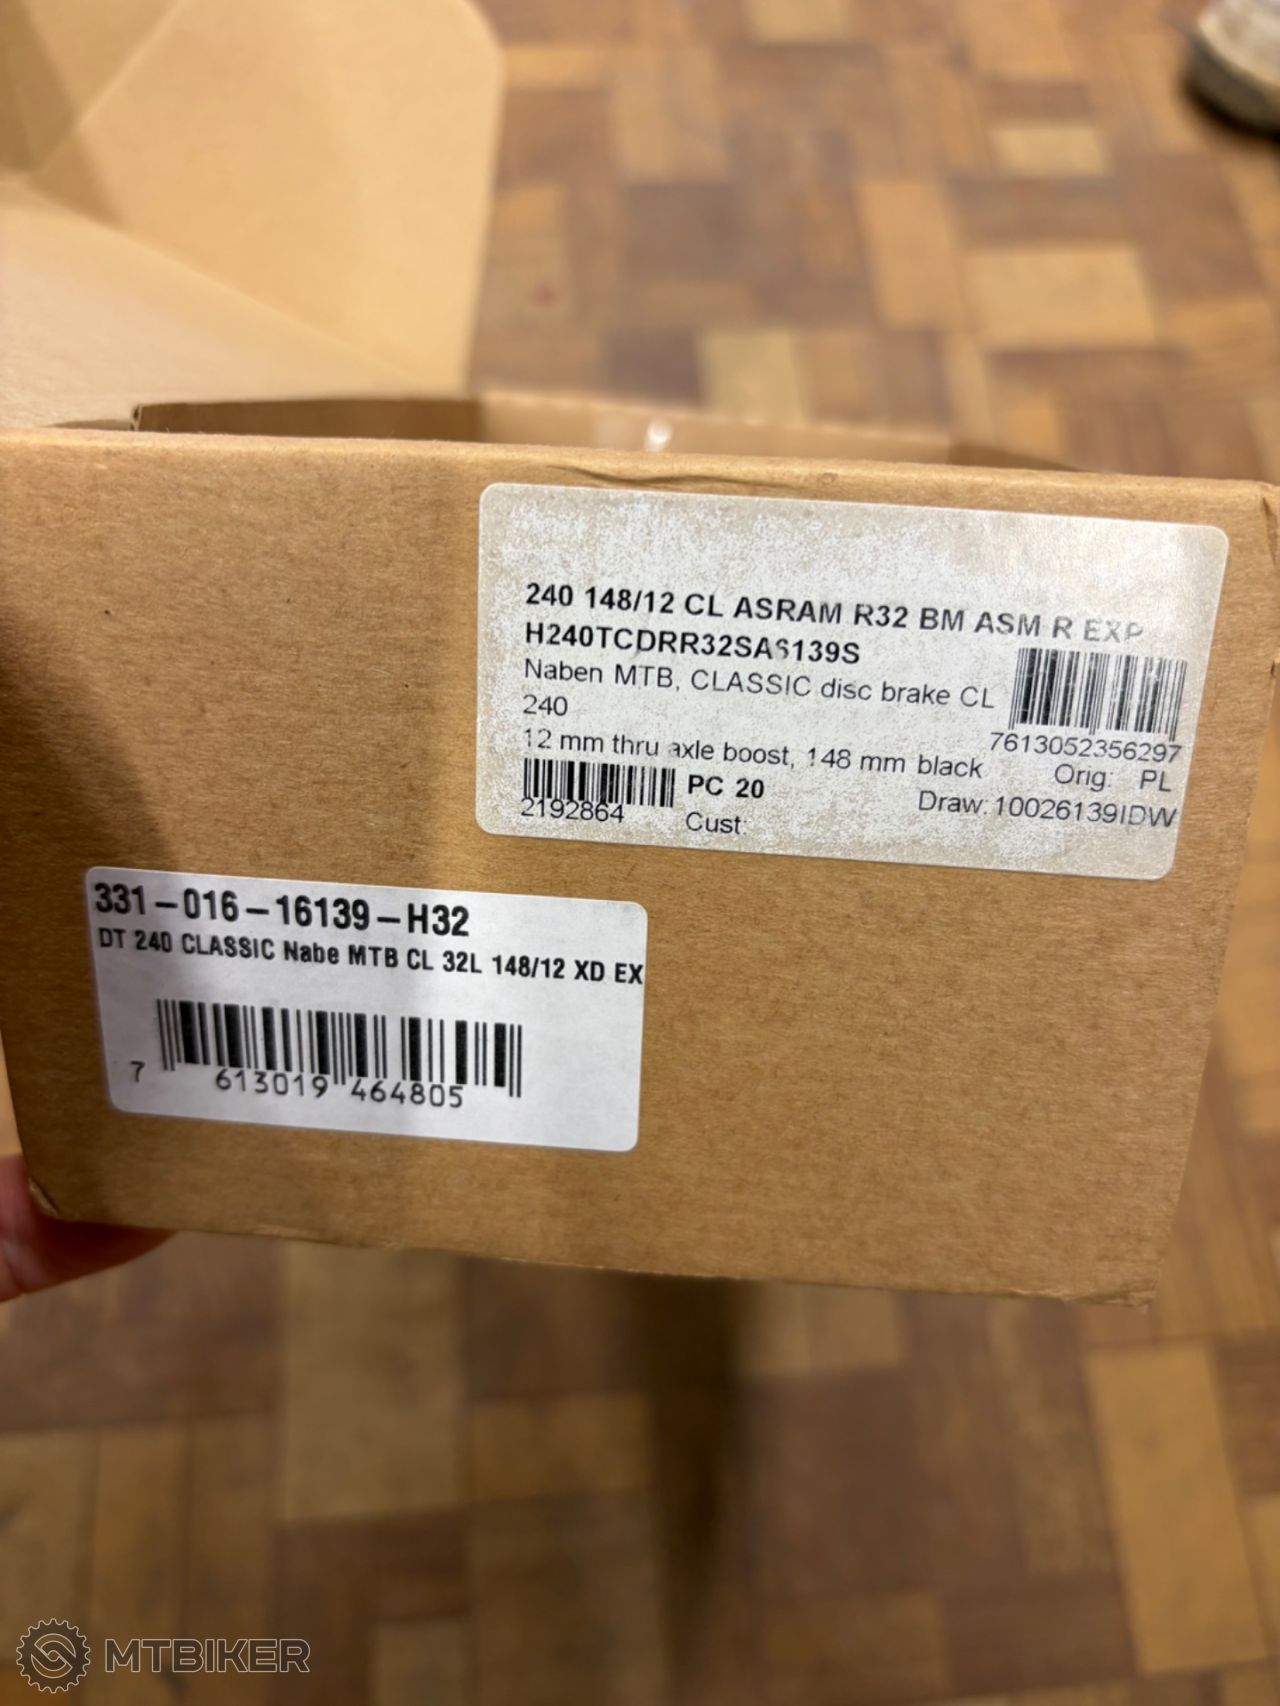 240 148/12 CL ASRAM R32 BM ASM R EXP
H240TCDRR32SAS139S
Naben MTB, CLASSIC disc brake CL
240
12 mm thru axle boost, 148 mm black
7613052356297
Orig: PL
PC 20
Draw: 10026139IDW
2192864
Cust:
331-016-16139-H32
DT 240 CLASSIC Nabe MTB CL 32L 148/12 XD EX
7 613019 464805
MTBIKER